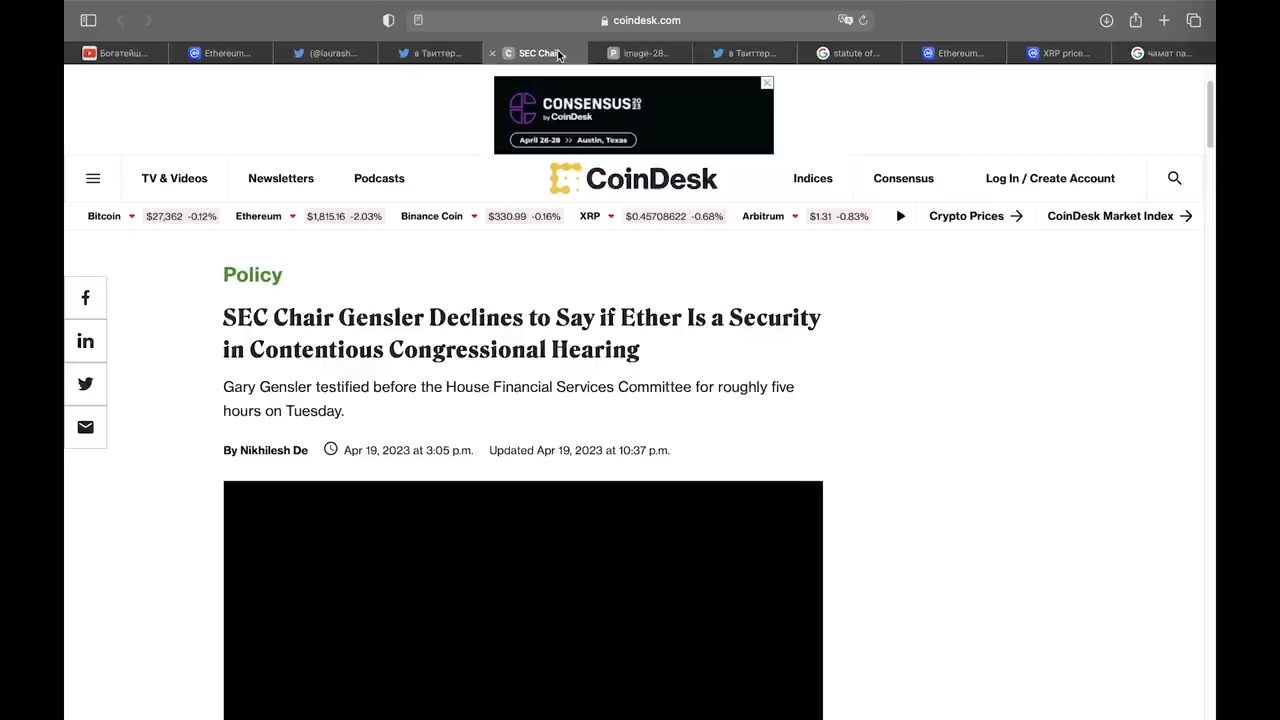 coindesk.com
Богатейш...
Ethereum...
(@laurash...
в Твиттер...
SEC Chai
image-28...
в Твиттер...
statute of...
Ethereum...
XRP price...
чамат па...
CONSENSUS 2023
by CoinDesk
April 26-28 >> Austin, Texas
TV & Videos
Newsletters
Podcasts
CoinDesk
Indices
Consensus
Log In / Create Account
Bitcoin $27,362 -0.12% Ethereum $1,815.16 -2.03% Binance Coin $330.99 -0.16% XRP $0.45708622 -0.68% Arbitrum $1.31 -0.83% Crypto Prices → CoinDesk Market Index →
Policy
SEC Chair Gensler Declines to Say if Ether Is a Security
in Contentious Congressional Hearing
Gary Gensler testified before the House Financial Services Committee for roughly five
hours on Tuesday.
By Nikhilesh De Apr 19, 2023 at 3:05 p.m. Updated Apr 19, 2023 at 10:37 p.m.